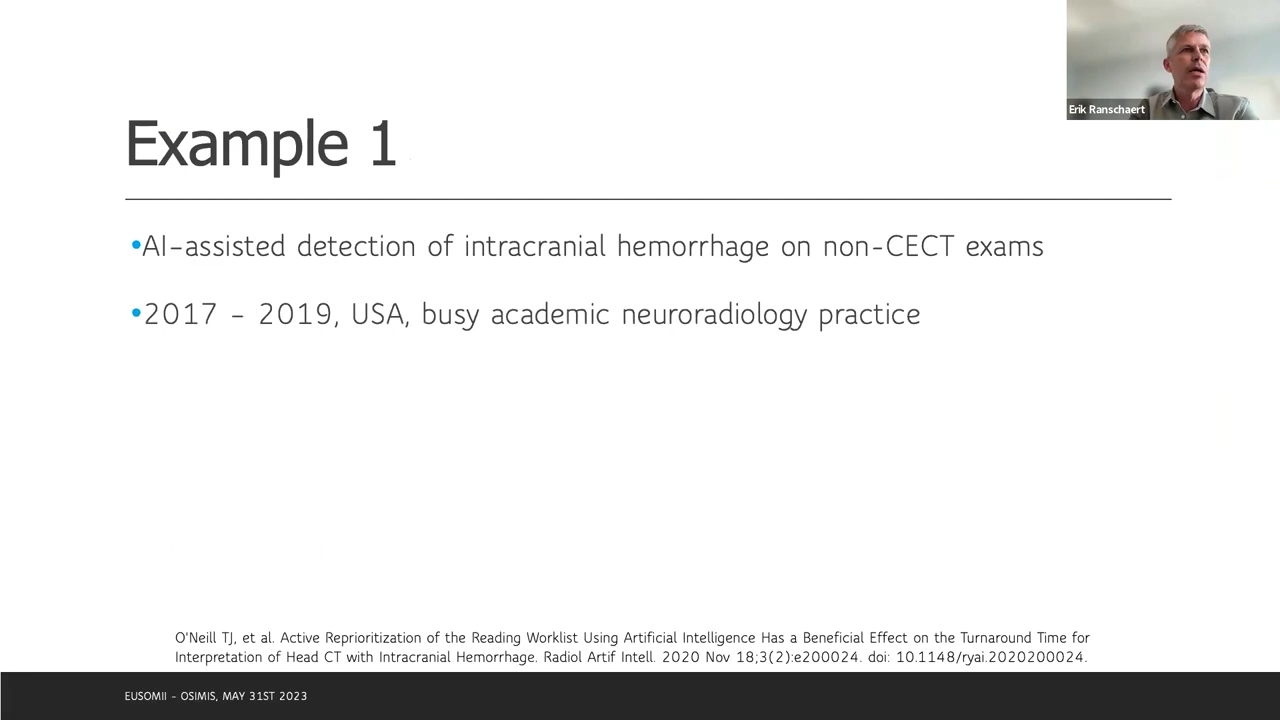 Erik Ranschaert
Example 1
•AI-assisted detection of intracranial hemorrhage on non-CECT exams
•2017 – 2019, USA, busy academic neuroradiology practice
O'Neill TJ, et al. Active Reprioritization of the Reading Worklist Using Artificial Intelligence Has a Beneficial Effect on the Turnaround Time for
Interpretation of Head CT with Intracranial Hemorrhage. Radiol Artif Intell. 2020 Nov 18;3(2):e200024. doi: 10.1148/ryai.2020200024.
EUSOMII – OSIMIS, MAY 31ST 2023